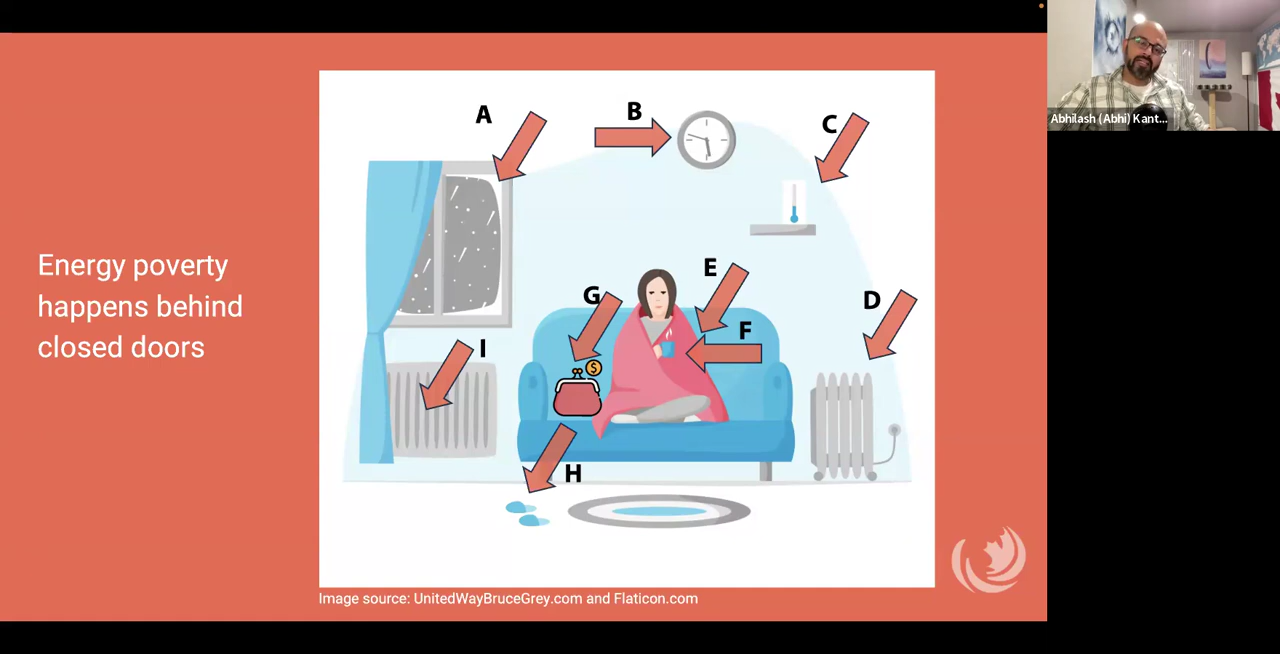 Energy poverty
happens behind
closed doors
A
B
C
D
E
F
G
H
I
$
Image source: UnitedWayBruceGrey.com and Flaticon.com
Abhilash (Abhi) Kant...